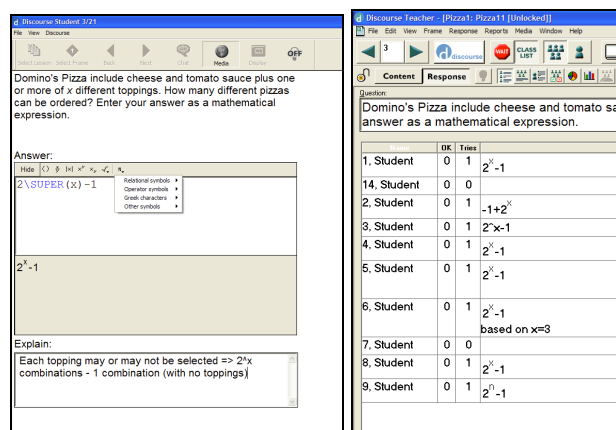 d Discourse Student 3/21
File View Discourse
Select Lesson Select Frame Back Next Chat Media Display OFF
Domino's Pizza include cheese and tomato sauce plus one
or more of x different toppings. How many different pizzas
can be ordered? Enter your answer as a mathematical
expression.
Answer:
Hide
Relational symbols
Operator symbols
Greek characters
Other symbols
2\SUPER(x)-1
2^x-1
Explain:
Each topping may or may not be selected => 2^x
combinations - 1 combination (with no toppings)
d Discourse Teacher - [Pizza1: Pizza11 [Unlocked]]
File Edit View Frame Response Reports Media Window Help
3 d discourse WAIT CLASS LIST
Content Response
Question:
Domino's Pizza include cheese and tomato sa
answer as a mathematical expression.
Name OK Tries
1, Student 0 1 2^x-1
14, Student 0 0
2, Student 0 1 -1+2^x
3, Student 0 1 2^x-1
4, Student 0 1 2^x-1
5, Student 0 1 2^x-1
6, Student 0 1 2^x-1
based on x=3
7, Student 0 0
8, Student 0 1 2^x-1
9, Student 0 1 2^n-1